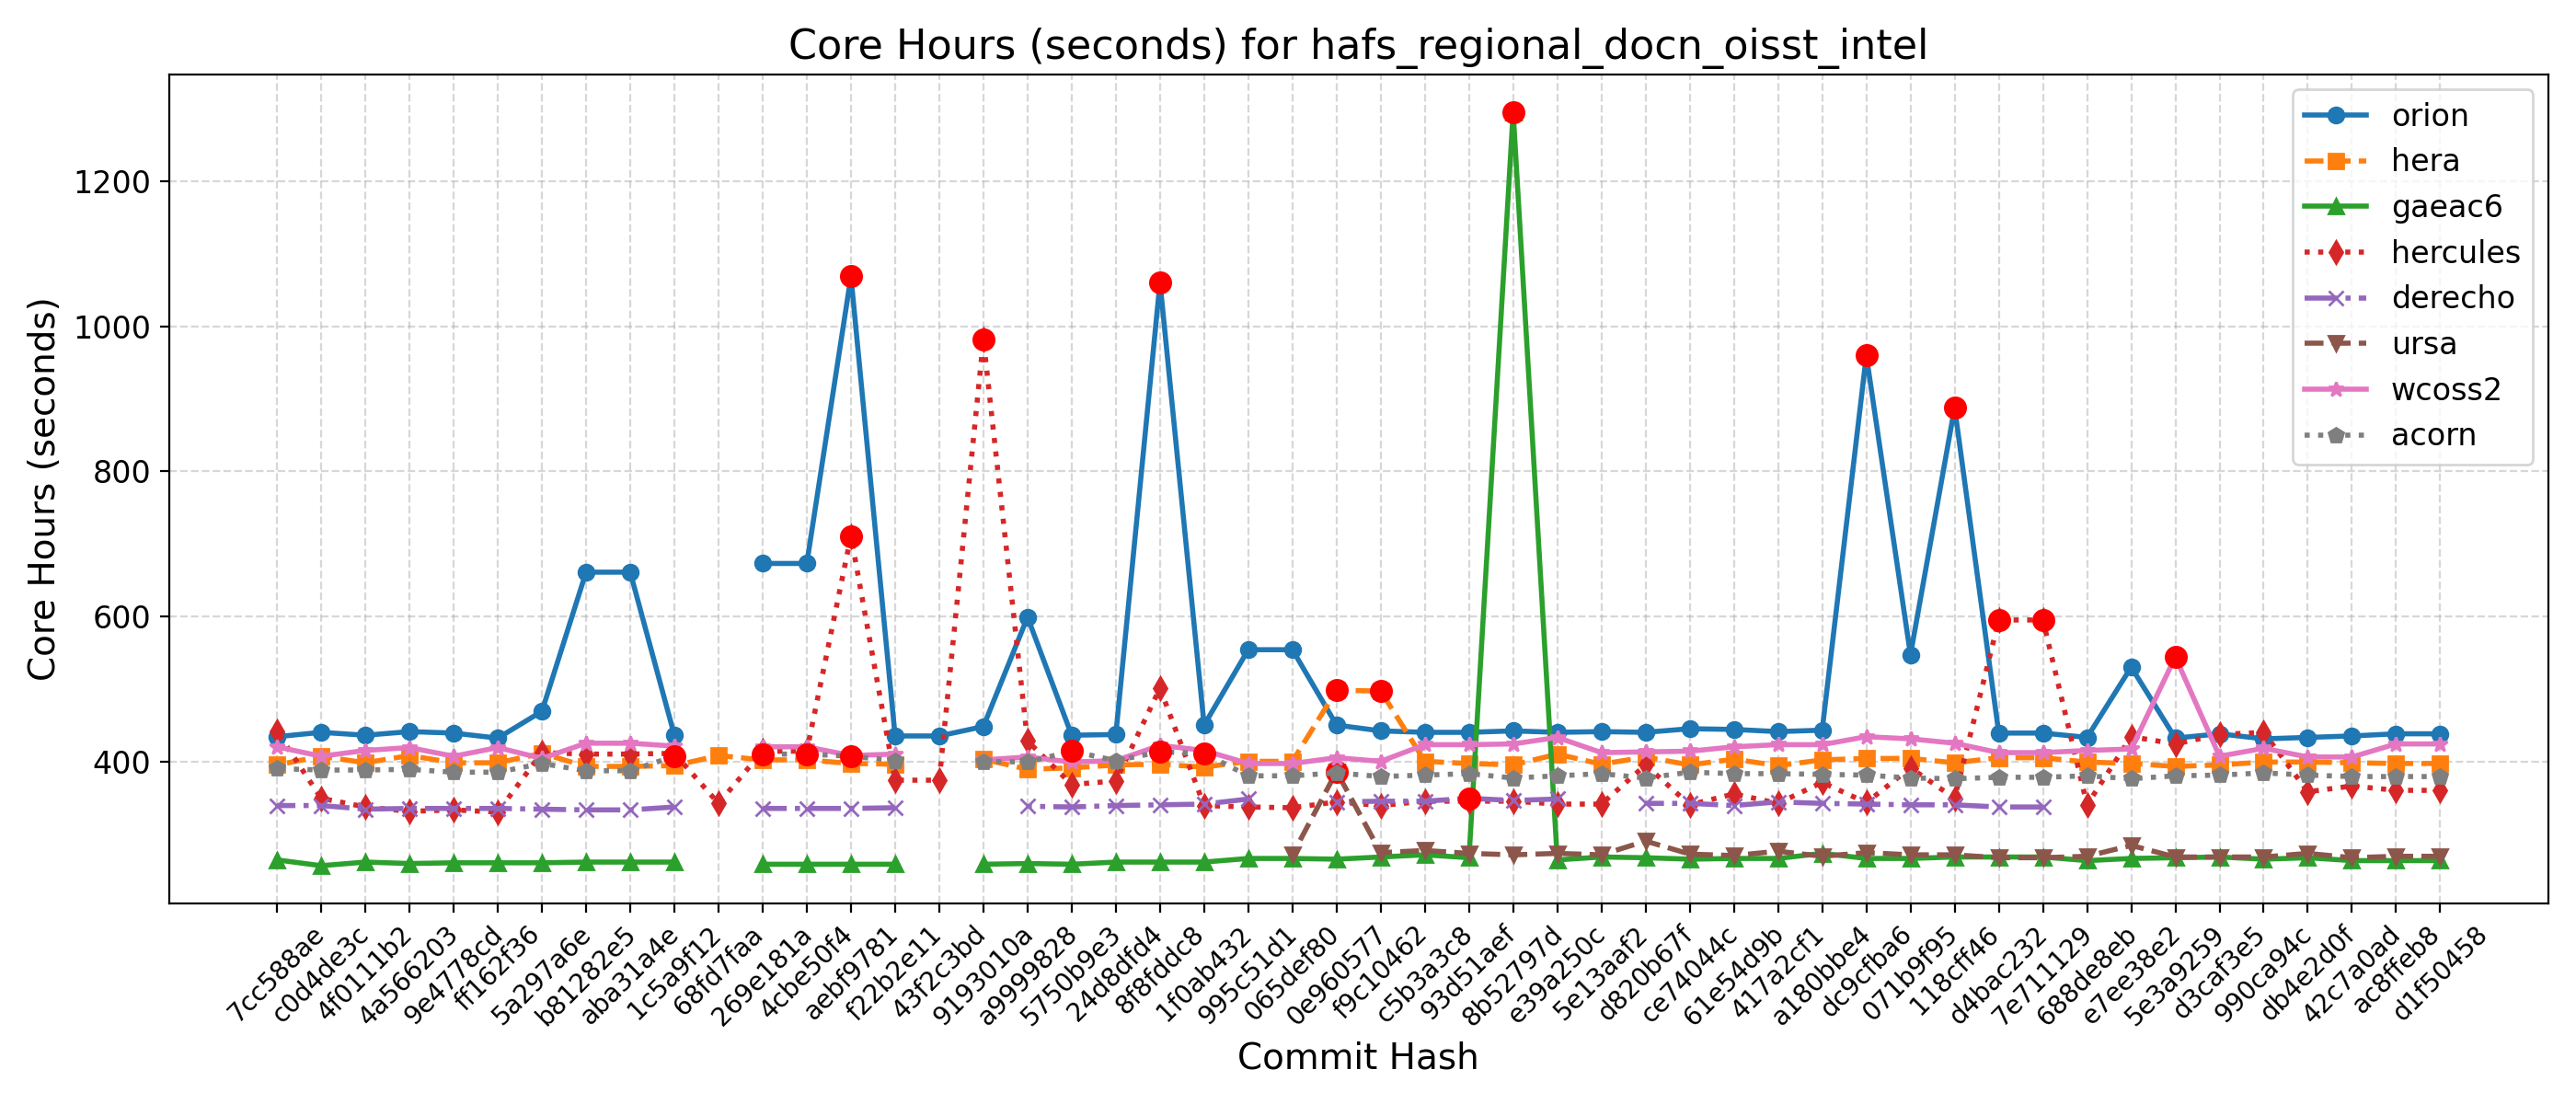 Core Hours (seconds) for hafs_regional_docn_oisst_intel
Core Hours (seconds)
1200
1000
800
600
400
orion
hera
gaeac6
hercules
derecho
ursa
wcoss2
acorn
7cc588ae
c0d4de3c
4f0111b2
4a566203
9e4778cd
ff162f36
5a297a6e
b81282e5
aba31a4e
1c5a9f12
68fd7faa
269e181a
4cbe50f4
aebf9781
f22b2e11
43f2c3bd
9193010a
a9999828
5750b9e3
24d8dfd4
8f8fddc8
1f0ab432
995c51d1
065def80
0e960577
f9c10462
c5b3a3c8
93d51aef
8b52797d
e39a250c
5e13aaf2
d820b67f
ce74044c
61e54d9b
417a2cf1
a180bbe4
dc9cfba6
071b9f95
118cff46
d4bac232
7e711129
688de8eb
e7ee38e2
5e3a9259
d3caf3e5
990ca94c
db4e2d0f
42c7a0ad
ac8ffeb8
d1f50458
Commit Hash